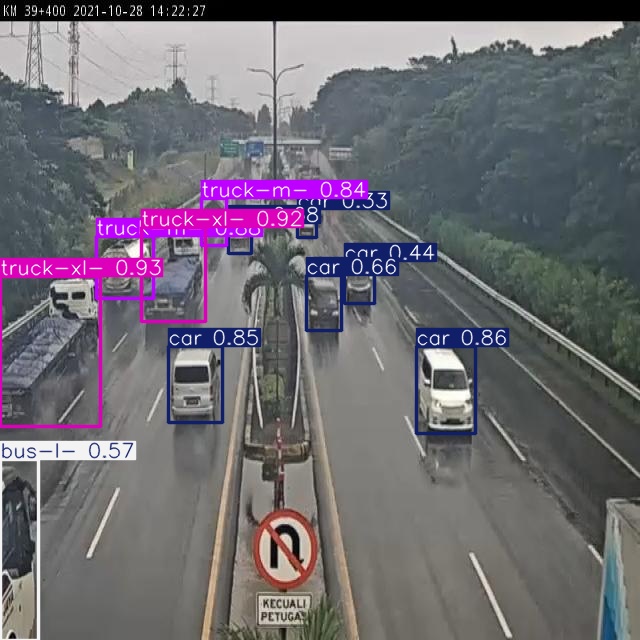 KM 39+400 2021-10-28 14:22:27
truck-m- 0.84
car 0.33
truck-xl- 0.92
car 0.44
truck-xl- 0.93
car 0.66
car 0.85
car 0.86
bus-l- 0.57
KECUALI
PETUGAS